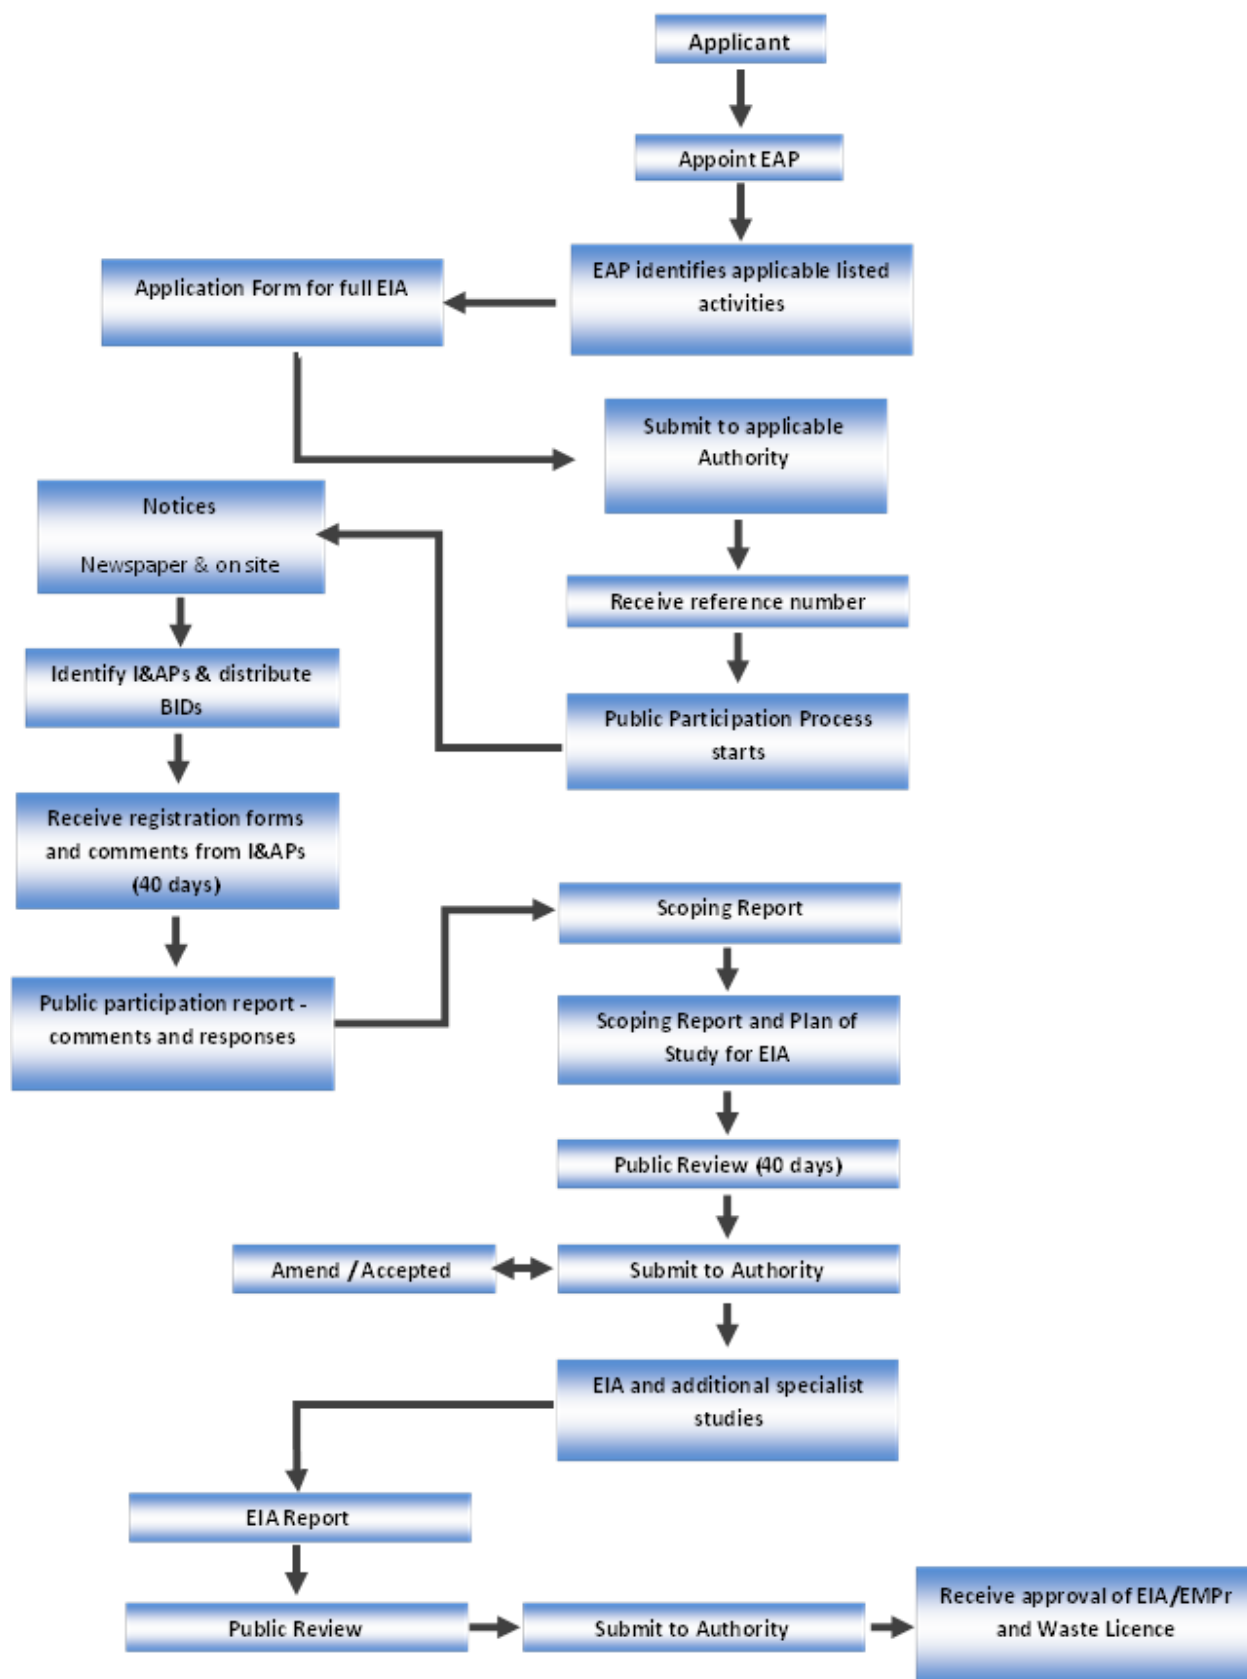 Applicant
Appoint EAP
EAP identifies applicable listed
activities
Application Form for full EIA
Submit to applicable
Authority
Receive reference number
Public Participation Process
starts
Notices
Newspaper & on site
Identify I&APs & distribute
BIDs
Receive registration forms
and comments from I&APs
(40 days)
Public participation report -
comments and responses
Scoping Report
Scoping Report and Plan of
Study for EIA
Public Review (40 days)
Submit to Authority
Amend / Accepted
EIA and additional specialist
studies
EIA Report
Public Review
Submit to Authority
Receive approval of EIA/EMPr
and Waste Licence